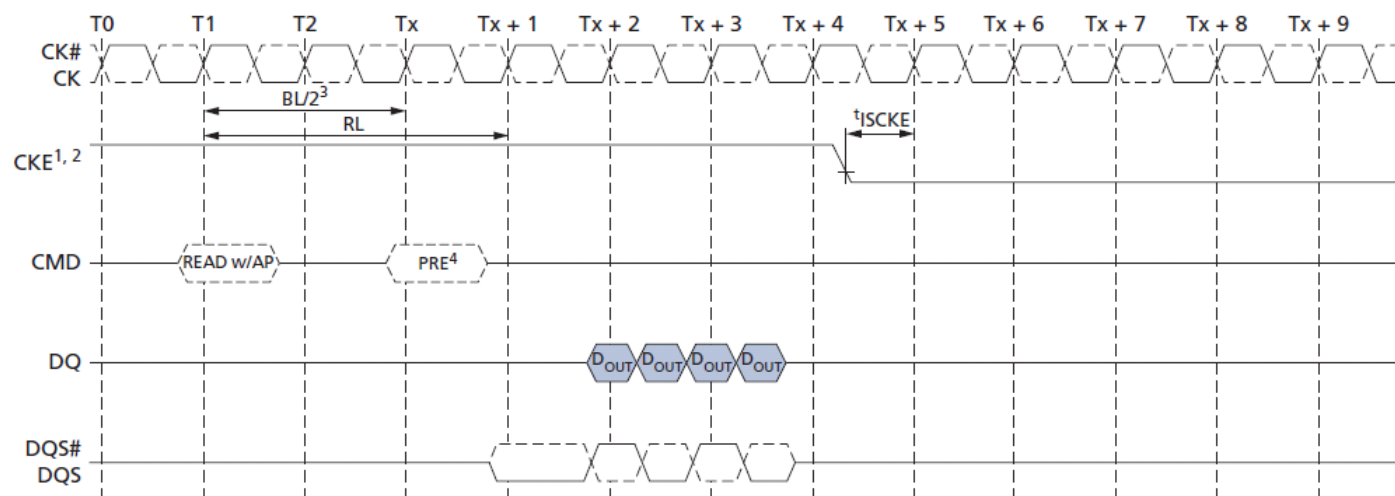 T0 T1 T2 Tx Tx + 1 Tx + 2 Tx + 3 Tx + 4 Tx + 5 Tx + 6 Tx + 7 Tx + 8 Tx + 9
CK#
CK
BL/2³
RL
ᵗISCKE
CKE¹, ²
CMD READ w/AP PRE⁴
DQ DOUT DOUT DOUT DOUT
DQS#
DQS